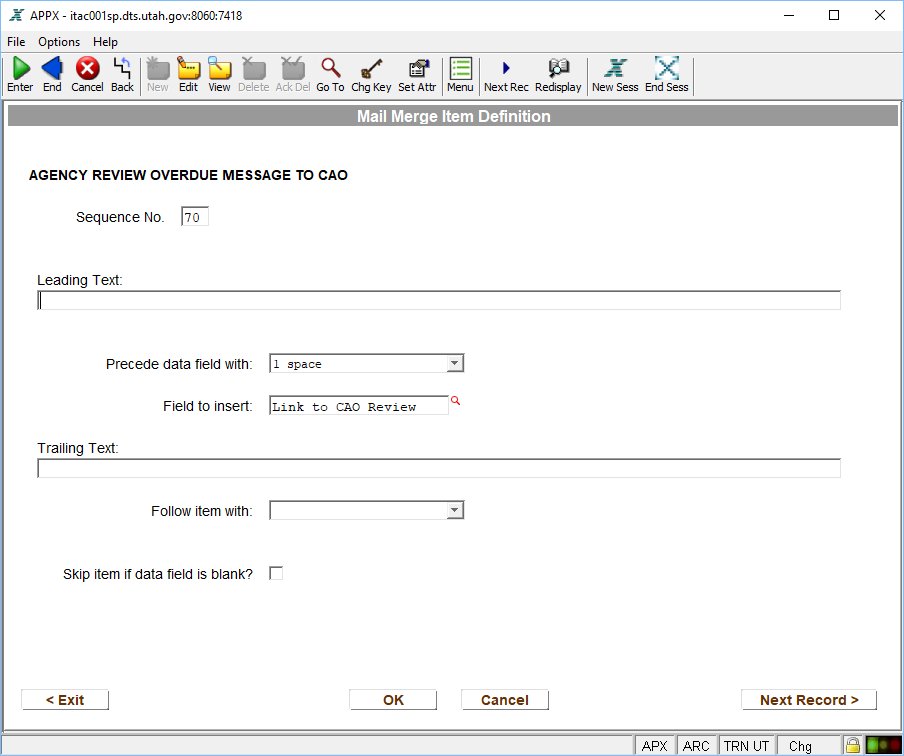 APPX - itac001sp.dts.utah.gov:8060:7418
File Options Help
Enter End Cancel Back New Edit View Delete Ack Del Go To Chg Key Set Attr Menu Next Rec Redisplay New Sess End Sess
Mail Merge Item Definition
AGENCY REVIEW OVERDUE MESSAGE TO CAO
Sequence No. 70
Leading Text:
Precede data field with: 1 space
Field to insert: Link to CAO Review
Trailing Text:
Follow item with:
Skip item if data field is blank?
< Exit OK Cancel Next Record >
APPX ARC TRN UT Chg